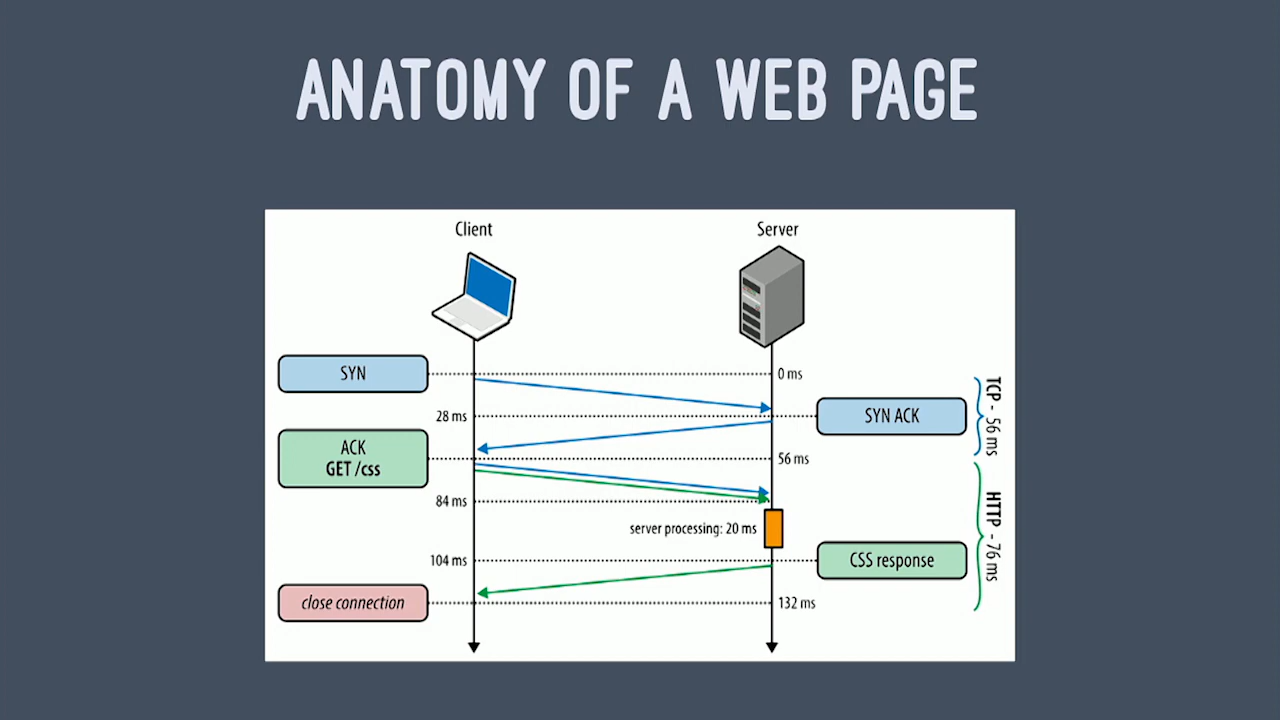 ANATOMY OF A WEB PAGE
Client
Server
SYN
0 ms
28 ms
SYN ACK
TCP - 56 ms
ACK
GET /css
56 ms
84 ms
server processing: 20 ms
HTTP - 76 ms
104 ms
CSS response
close connection
132 ms